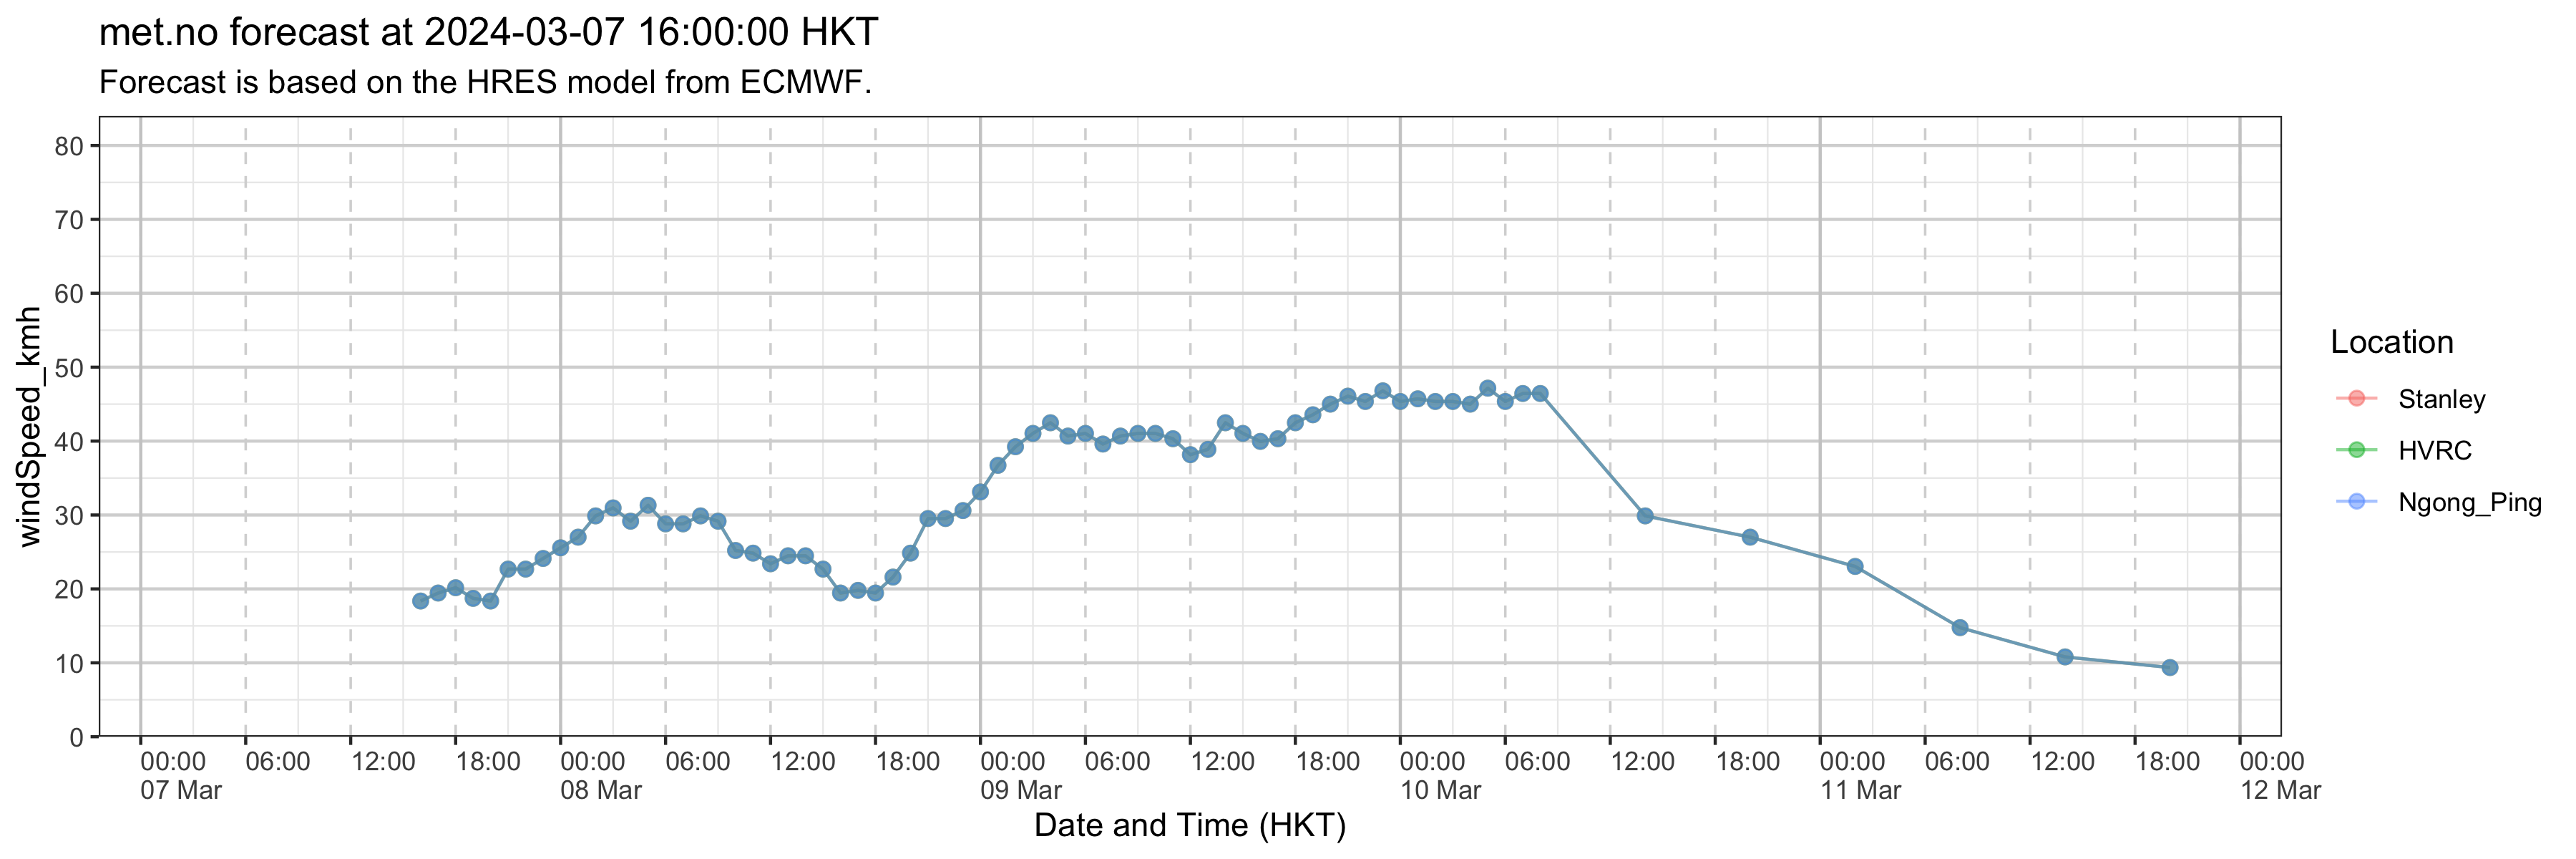 met.no forecast at 2024-03-07 16:00:00 HKT
Forecast is based on the HRES model from ECMWF.
windSpeed_kmh
80
70
60
50
40
30
20
10
0
00:00 06:00 12:00 18:00 00:00 06:00 12:00 18:00 00:00 06:00 12:00 18:00 00:00 06:00 12:00 18:00 00:00 06:00 12:00 18:00 00:00
07 Mar 08 Mar 09 Mar 10 Mar 11 Mar 12 Mar
Date and Time (HKT)
Location
Stanley
HVRC
Ngong_Ping